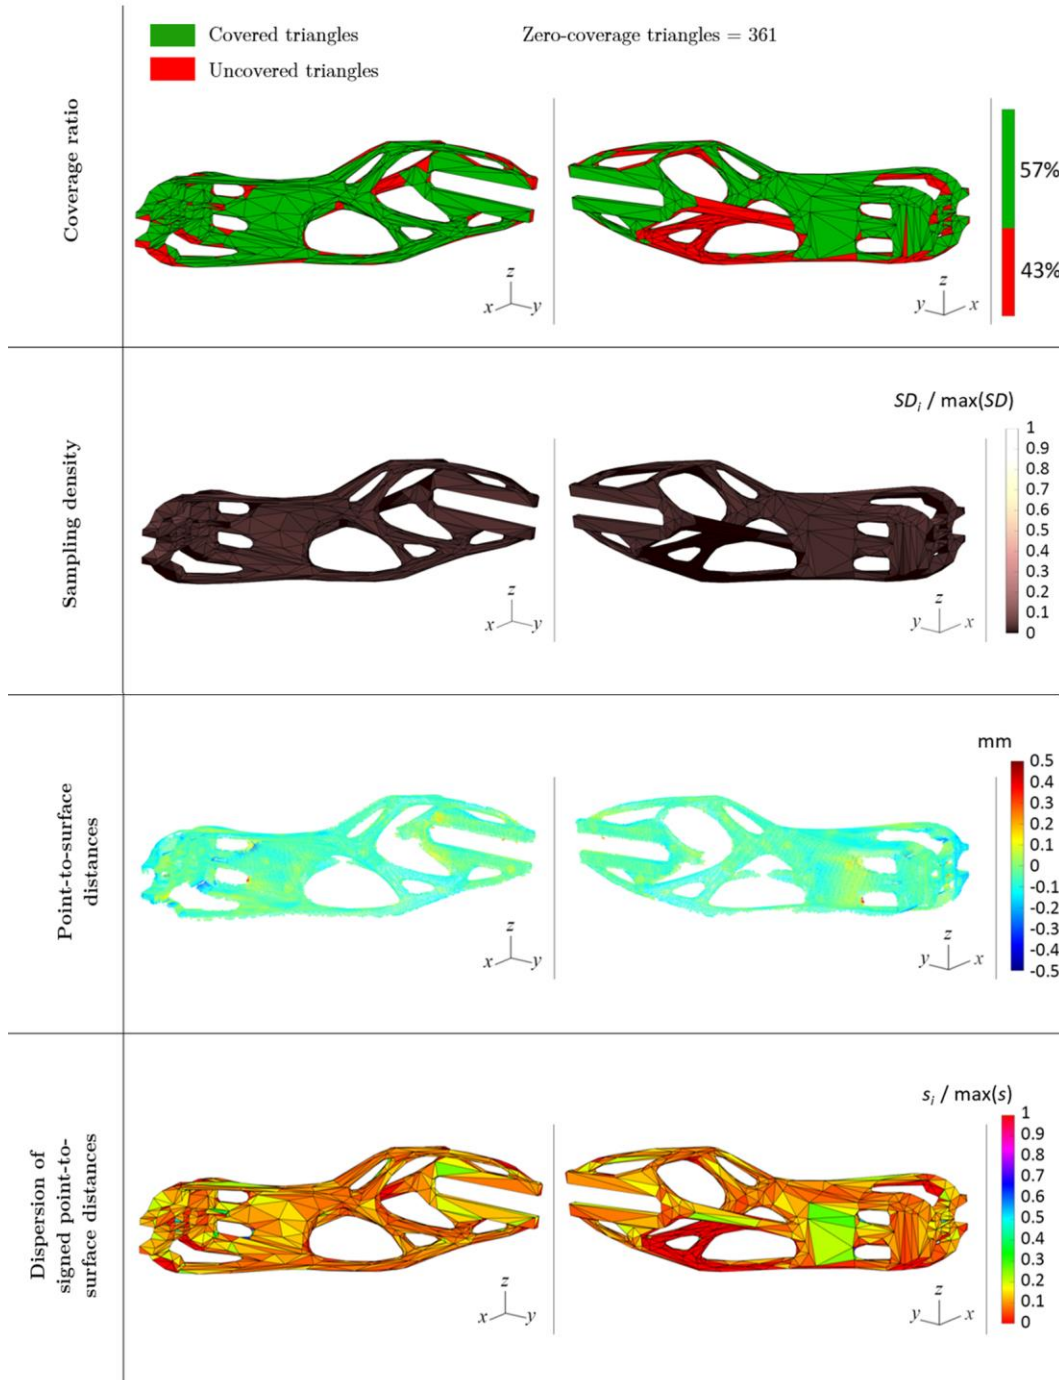 Covered triangles
Zero-coverage triangles = 361
Uncovered triangles
Coverage ratio
57%
43%
z
x
y
z
y
x
Sampling density
SDi / max(SD)
1
0.9
0.8
0.7
0.6
0.5
0.4
0.3
0.2
0.1
0
z
x
y
z
y
x
Point-to-surface
distances
mm
0.5
0.4
0.3
0.2
0.1
0
-0.1
-0.2
-0.3
-0.4
-0.5
z
x
y
z
y
x
Dispersion of
signed point-to-
surface distances
si / max(s)
1
0.9
0.8
0.7
0.6
0.5
0.4
0.3
0.2
0.1
0
z
x
y
z
y
x